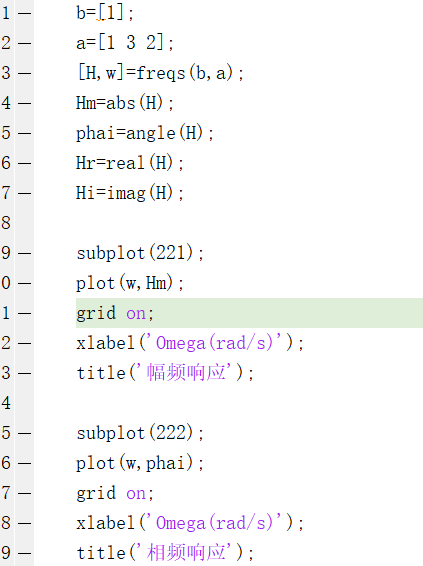 1 — b=[1];
2 — a=[1 3 2];
3 — [H,w]=freqs(b,a);
4 — Hm=abs(H);
5 — phai=angle(H);
6 — Hr=real(H);
7 — Hi=imag(H);
8
9 — subplot(221);
0 — plot(w,Hm);
1 — grid on;
2 — xlabel('Omega(rad/s)');
3 — title('幅频响应');
4
5 — subplot(222);
6 — plot(w,phai);
7 — grid on;
8 — xlabel('Omega(rad/s)');
9 — title('相频响应');